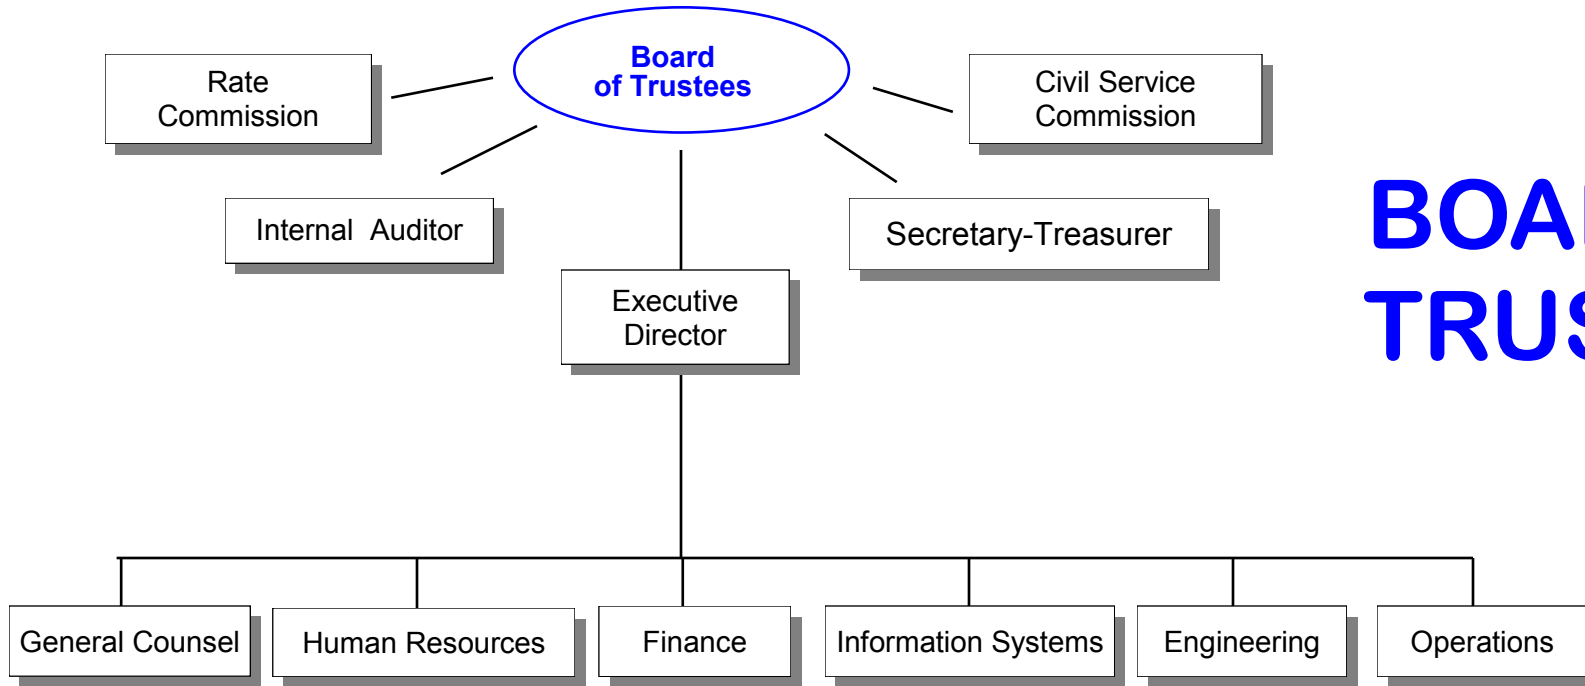 Board
of Trustees
Rate
Commission
Civil Service
Commission
Internal Auditor
Secretary-Treasurer
Executive
Director
General Counsel
Human Resources
Finance
Information Systems
Engineering
Operations